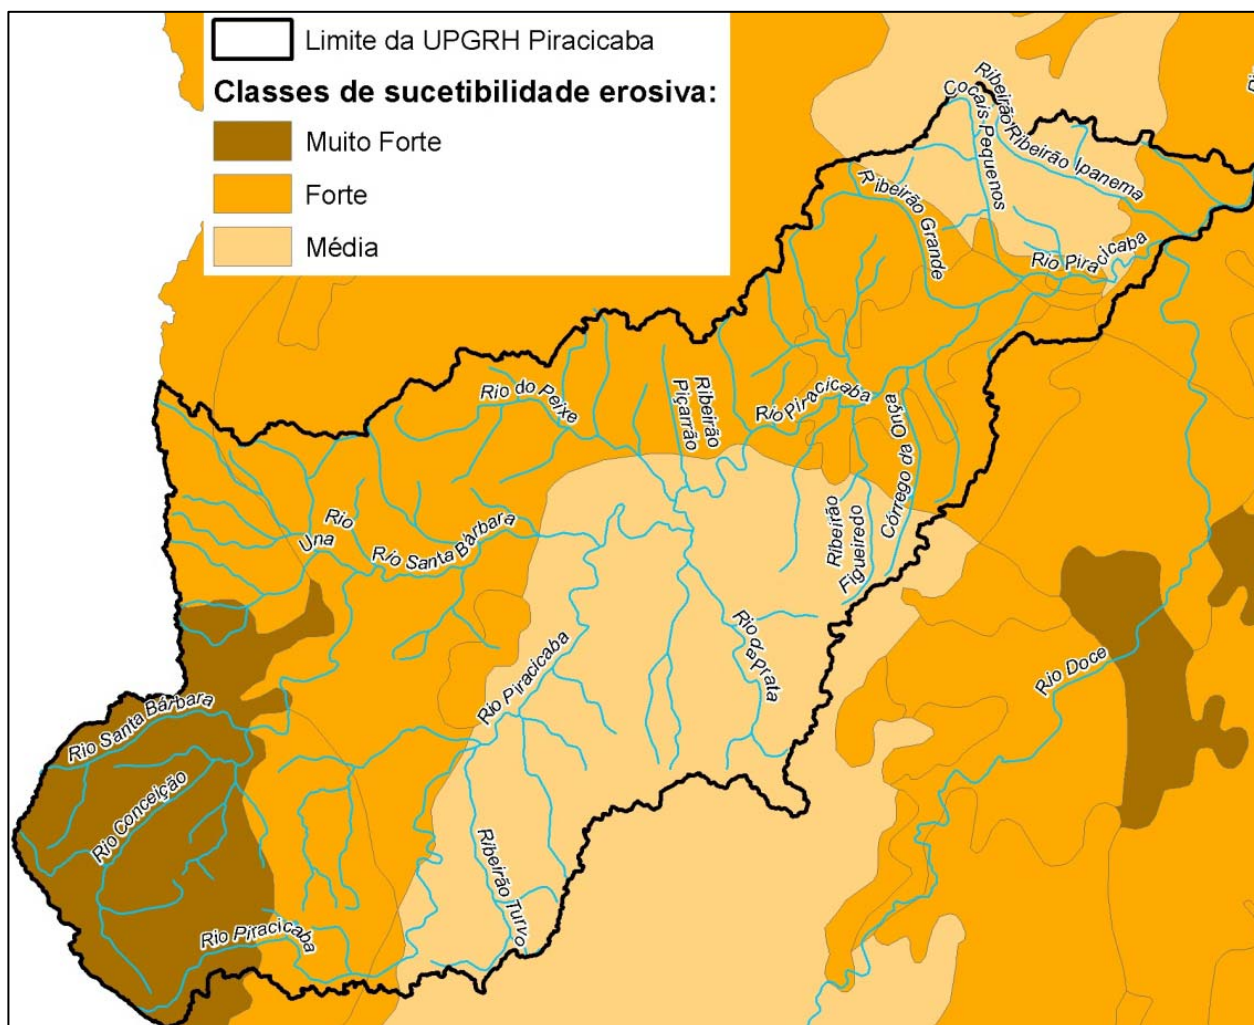 Limite da UPGRH Piracicaba
Classes de sucetibilidade erosiva:
Muito Forte
Forte
Média
Ribeirão
Cocais Pequenos
Ribeirão Ipanema
Ribeirão Grande
Rio Piracicaba
Rio do Peixe
Ribeirão
Piçarrão
Rio Piracicaba
Córrego da Onça
Rio
Una
Rio Santa Bárbara
Ribeirão
Figueiredo
Rio Piracicaba
Rio da Prata
Rio Doce
Rio Santa Bárbara
Rio Conceição
Ribeirão Turvo
Rio Piracicaba